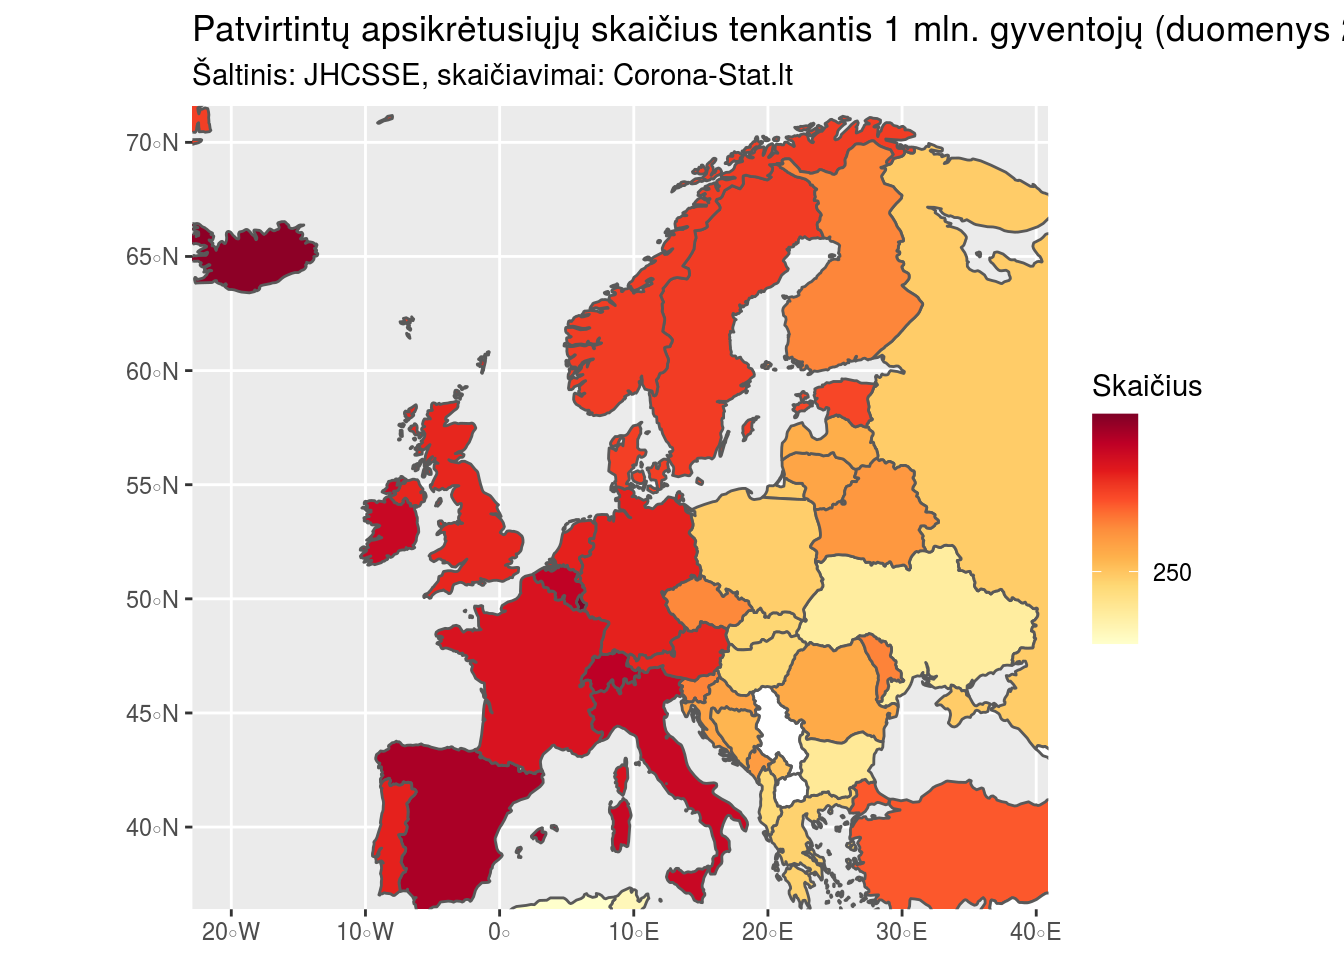 Patvirtintų apsikrėtusiųjų skaičius tenkantis 1 mln. gyventojų (duomenys
Šaltinis: JHCSSE, skaičiavimai: Corona-Stat.lt
70°N
65°N
60°N
55°N
50°N
45°N
40°N
20°W 10°W 0° 10°E 20°E 30°E 40°E
Skaičius
250